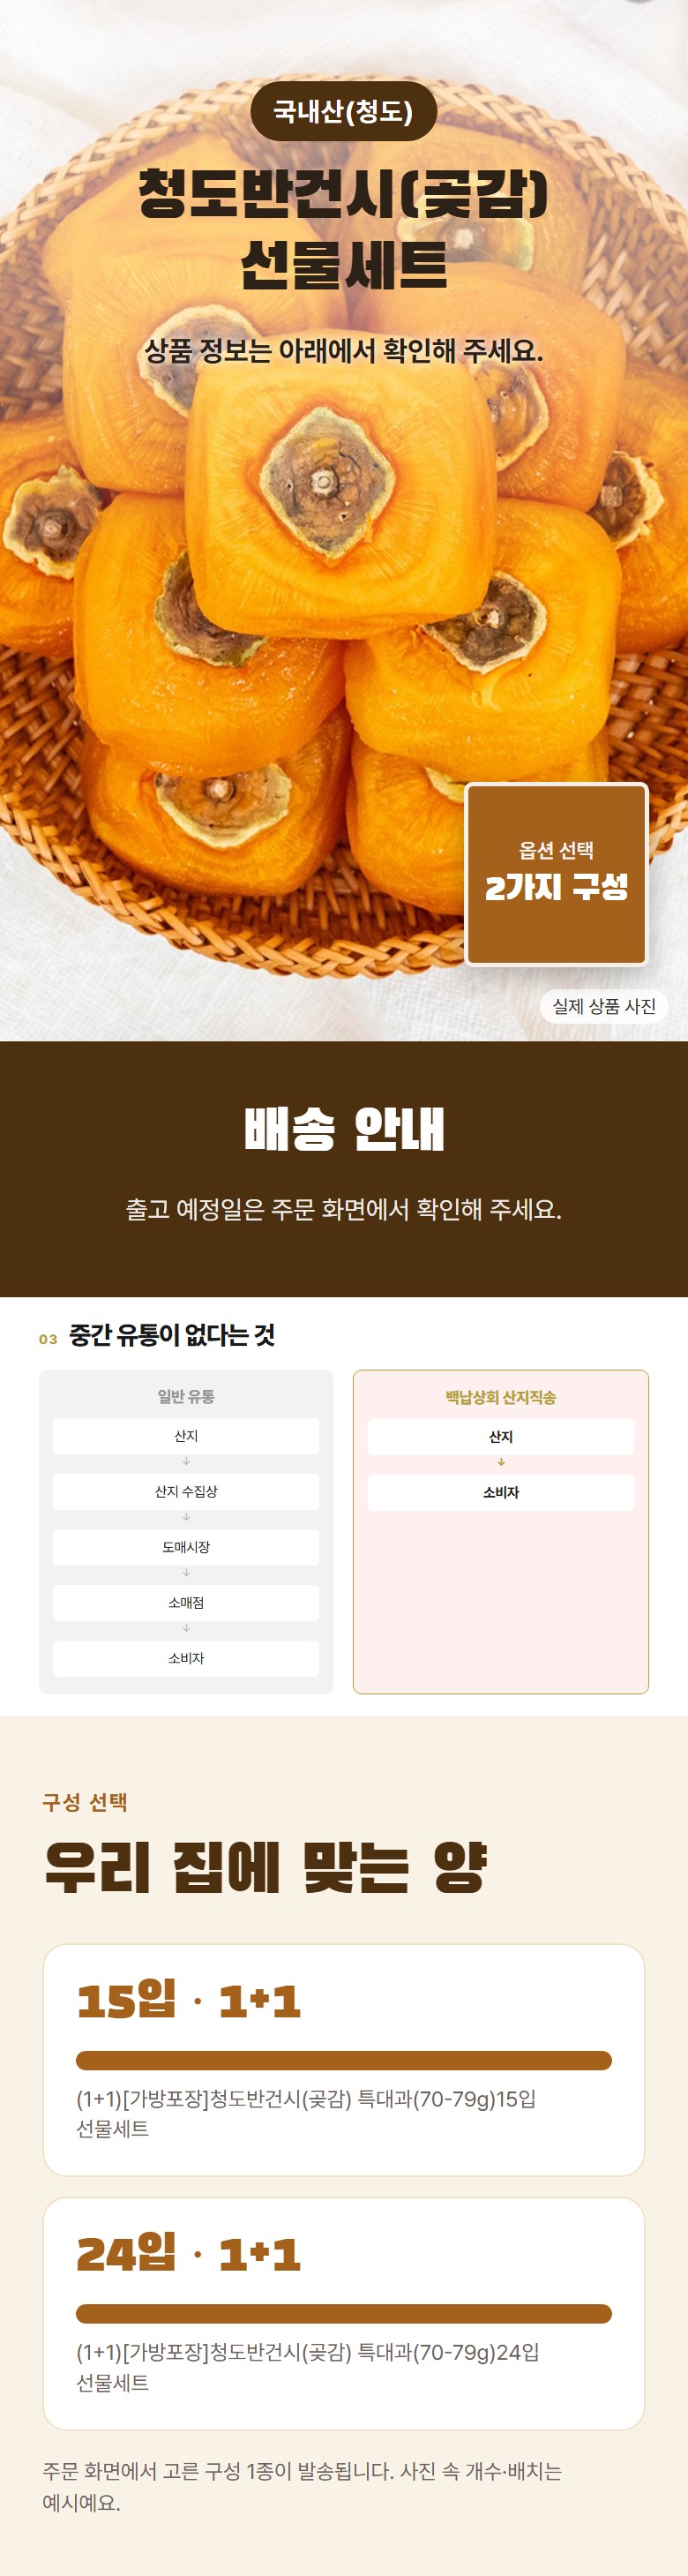 국내산(청도)
청도반건시(곶감)
선물세트
상품 정보는 아래에서 확인해 주세요.
옵션 선택
2가지 구성
실제 상품 사진
배송 안내
출고 예정일은 주문 화면에서 확인해 주세요.
03 중간 유통이 없다는 것
일반 유통
산지
↓
산지 수집상
↓
도매시장
↓
소매점
↓
소비자
백남상회 산지직송
산지
↓
소비자
구성 선택
우리 집에 맞는 양
15입 · 1+1
(1+1)[가방포장]청도반건시(곶감) 특대과(70-79g)15입
선물세트
24입 · 1+1
(1+1)[가방포장]청도반건시(곶감) 특대과(70-79g)24입
선물세트
주문 화면에서 고른 구성 1종이 발송됩니다. 사진 속 개수·배치는
예시예요.